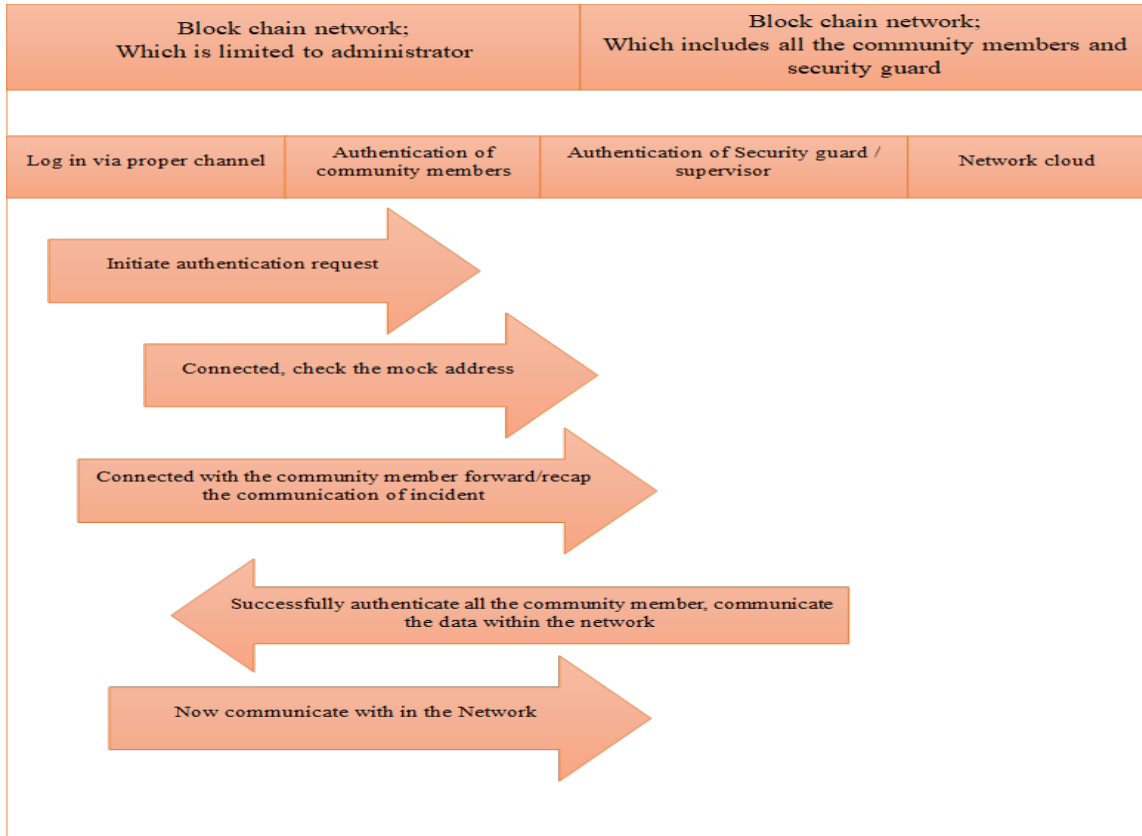 Block chain network;
Which is limited to administrator
Block chain network;
Which includes all the community members and
security guard
Log in via proper channel
Authentication of
community members
Authentication of Security guard /
supervisor
Network cloud
Initiate authentication request
Connected, check the mock address
Connected with the community member forward/recap
the communication of incident
Successfully authenticate all the community member, communicate
the data within the network
Now communicate with in the Network